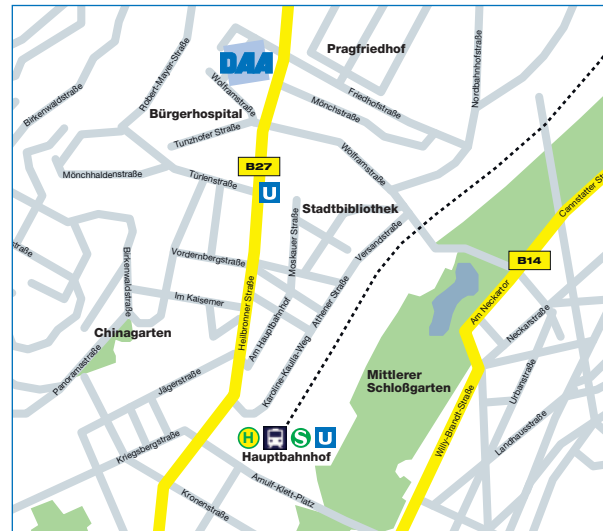 Pragfriedhof
DAA
Robert-Mayer-Straße
Nordbahnhofstraße
Birkenwaldstraße
Wolframstraße
Friedhofstraße
Mönchstraße
Bürgerhospital
Tunzhofer Straße
Wolframstraße
B27
Mönchhaldenstraße
Türlenstraße
U
Cannstatter St
Stadtbibliothek
Moskauer Straße
Versandstraße
straße
Birkenwaldstraße
Vordernbergstraße
B14
Heilbronner Straße
Im Kaisemer
Athener Straße
Am Neckartor
Am Hauptbahnhof
Chinagarten
Neckarstraße
Karoline-Kaulla-Weg
Panoramastraße
Mittlerer
Schloßgarten
Jägerstraße
Urbanstraße
Landhausstraße
Willy-Brandt-Straße
Kriegsbergstraße
H
S
U
Hauptbahnhof
Kronenstraße
Arnulf-Klett-Platz